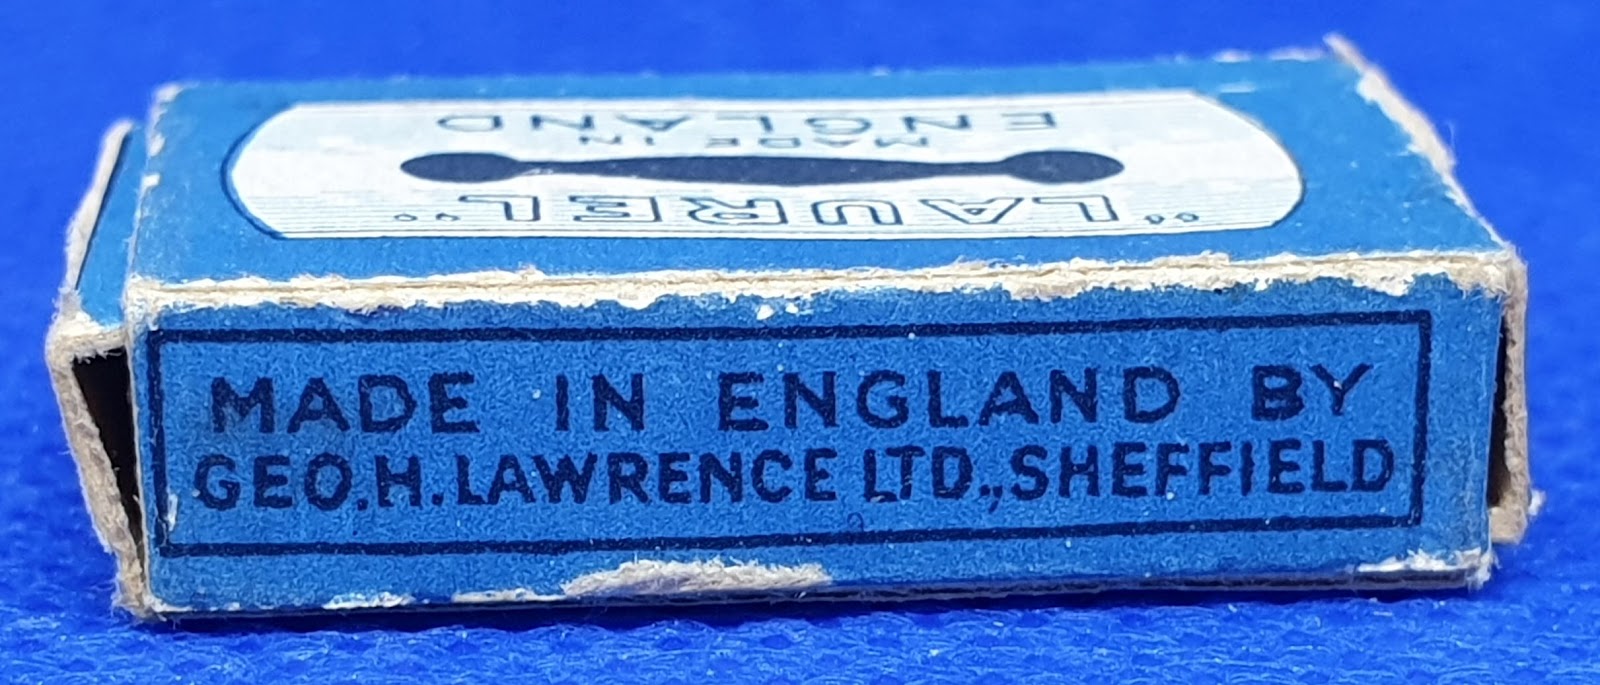 "LAUREL"
MADE IN
ENGLAND
MADE IN ENGLAND BY
GEO. H. LAWRENCE LTD., SHEFFIELD